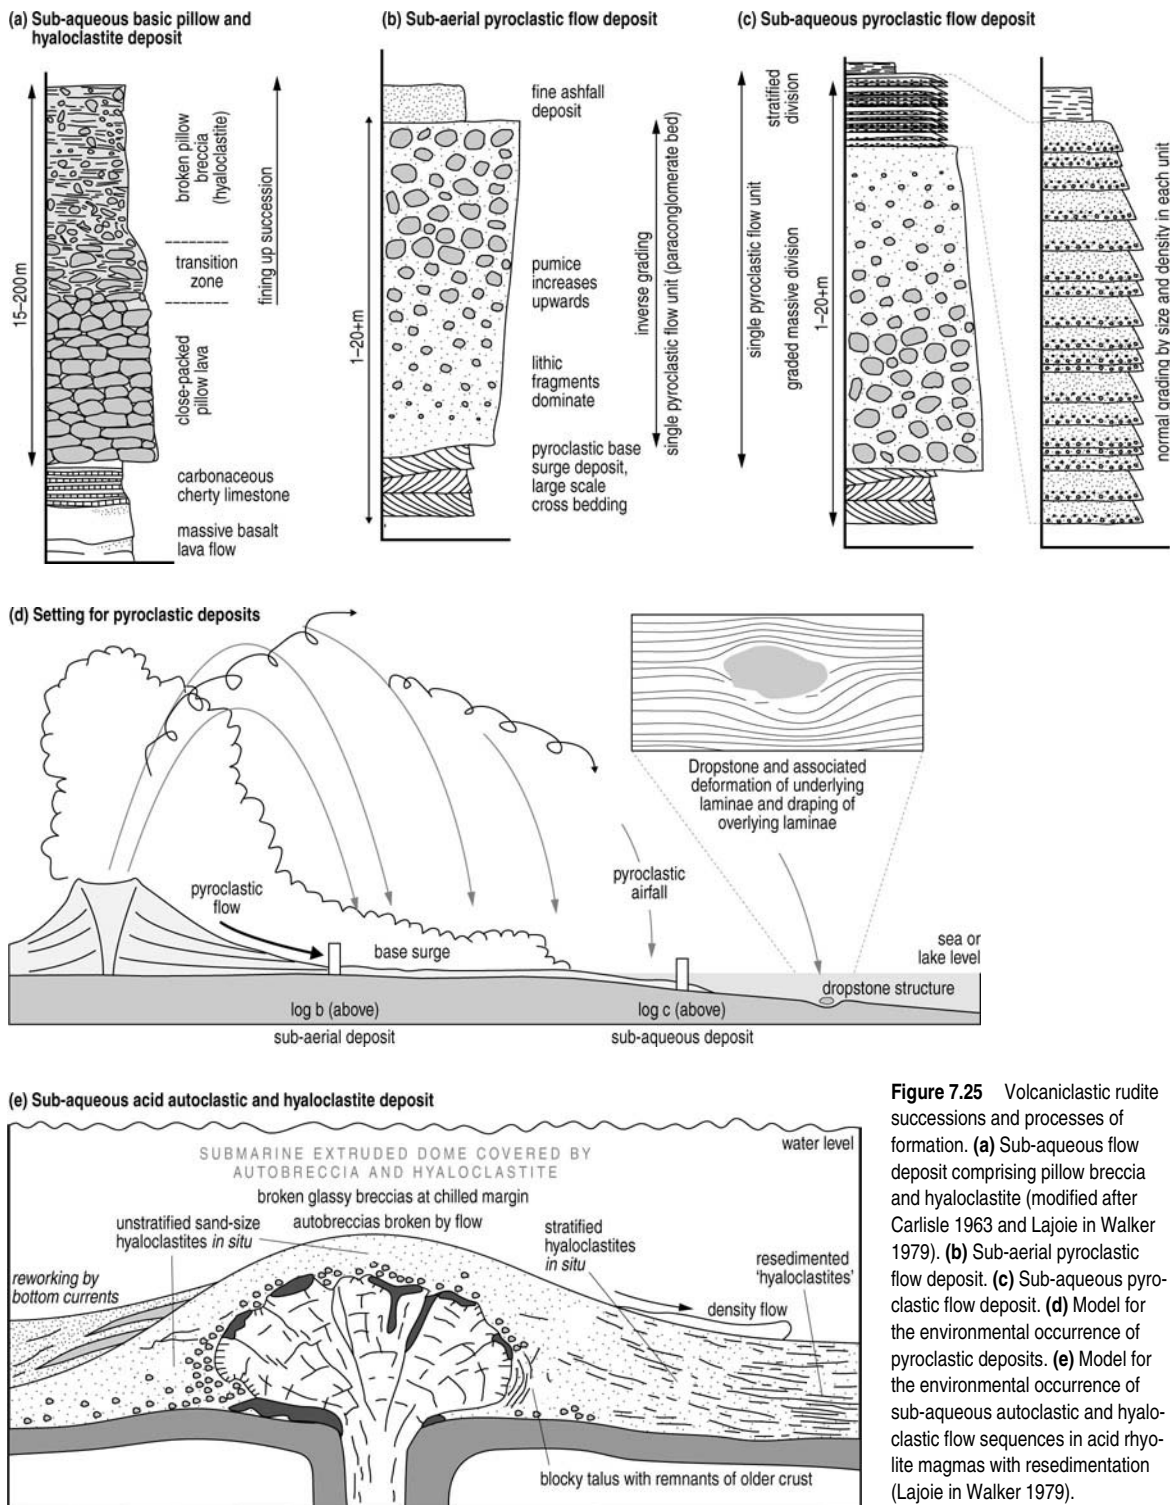 (a) Sub-aqueous basic pillow and
hyaloclastite deposit
15–200m
broken pillow
breccia
(hyaloclastite)
transition
zone
close-packed
pillow lava
fining up succession
carbonaceous
cherty limestone
massive basalt
lava flow
(b) Sub-aerial pyroclastic flow deposit
1–20+m
fine ashfall
deposit
pumice
increases
upwards
lithic
fragments
dominate
pyroclastic base
surge deposit,
large scale
cross bedding
inverse grading
single pyroclastic flow unit (paraconglomerate bed)
(c) Sub-aqueous pyroclastic flow deposit
single pyroclastic flow unit
stratified
division
graded massive division
1–20+m
normal grading by size and density in each unit
(d) Setting for pyroclastic deposits
Dropstone and associated
deformation of underlying
laminae and draping of
overlying laminae
pyroclastic
flow
base surge
pyroclastic
airfall
sea or
lake level
dropstone structure
log b (above)
sub-aerial deposit
log c (above)
sub-aqueous deposit
(e) Sub-aqueous acid autoclastic and hyaloclastite deposit
water level
SUBMARINE EXTRUDED DOME COVERED BY
AUTOBRECCIA AND HYALOCLASTITE
broken glassy breccias at chilled margin
autobreccias broken by flow
unstratified sand-size
hyaloclastites in situ
stratified
hyaloclastites
in situ
resedimented
'hyaloclastites'
reworking by
bottom currents
density flow
blocky talus with remnants of older crust
Figure 7.25 Volcaniclastic rudite
successions and processes of
formation. (a) Sub-aqueous flow
deposit comprising pillow breccia
and hyaloclastite (modified after
Carlisle 1963 and Lajoie in Walker
1979). (b) Sub-aerial pyroclastic
flow deposit. (c) Sub-aqueous pyro-
clastic flow deposit. (d) Model for
the environmental occurrence of
pyroclastic deposits. (e) Model for
the environmental occurrence of
sub-aqueous autoclastic and hyalo-
clastic flow sequences in acid rhyo-
lite magmas with resedimentation
(Lajoie in Walker 1979).